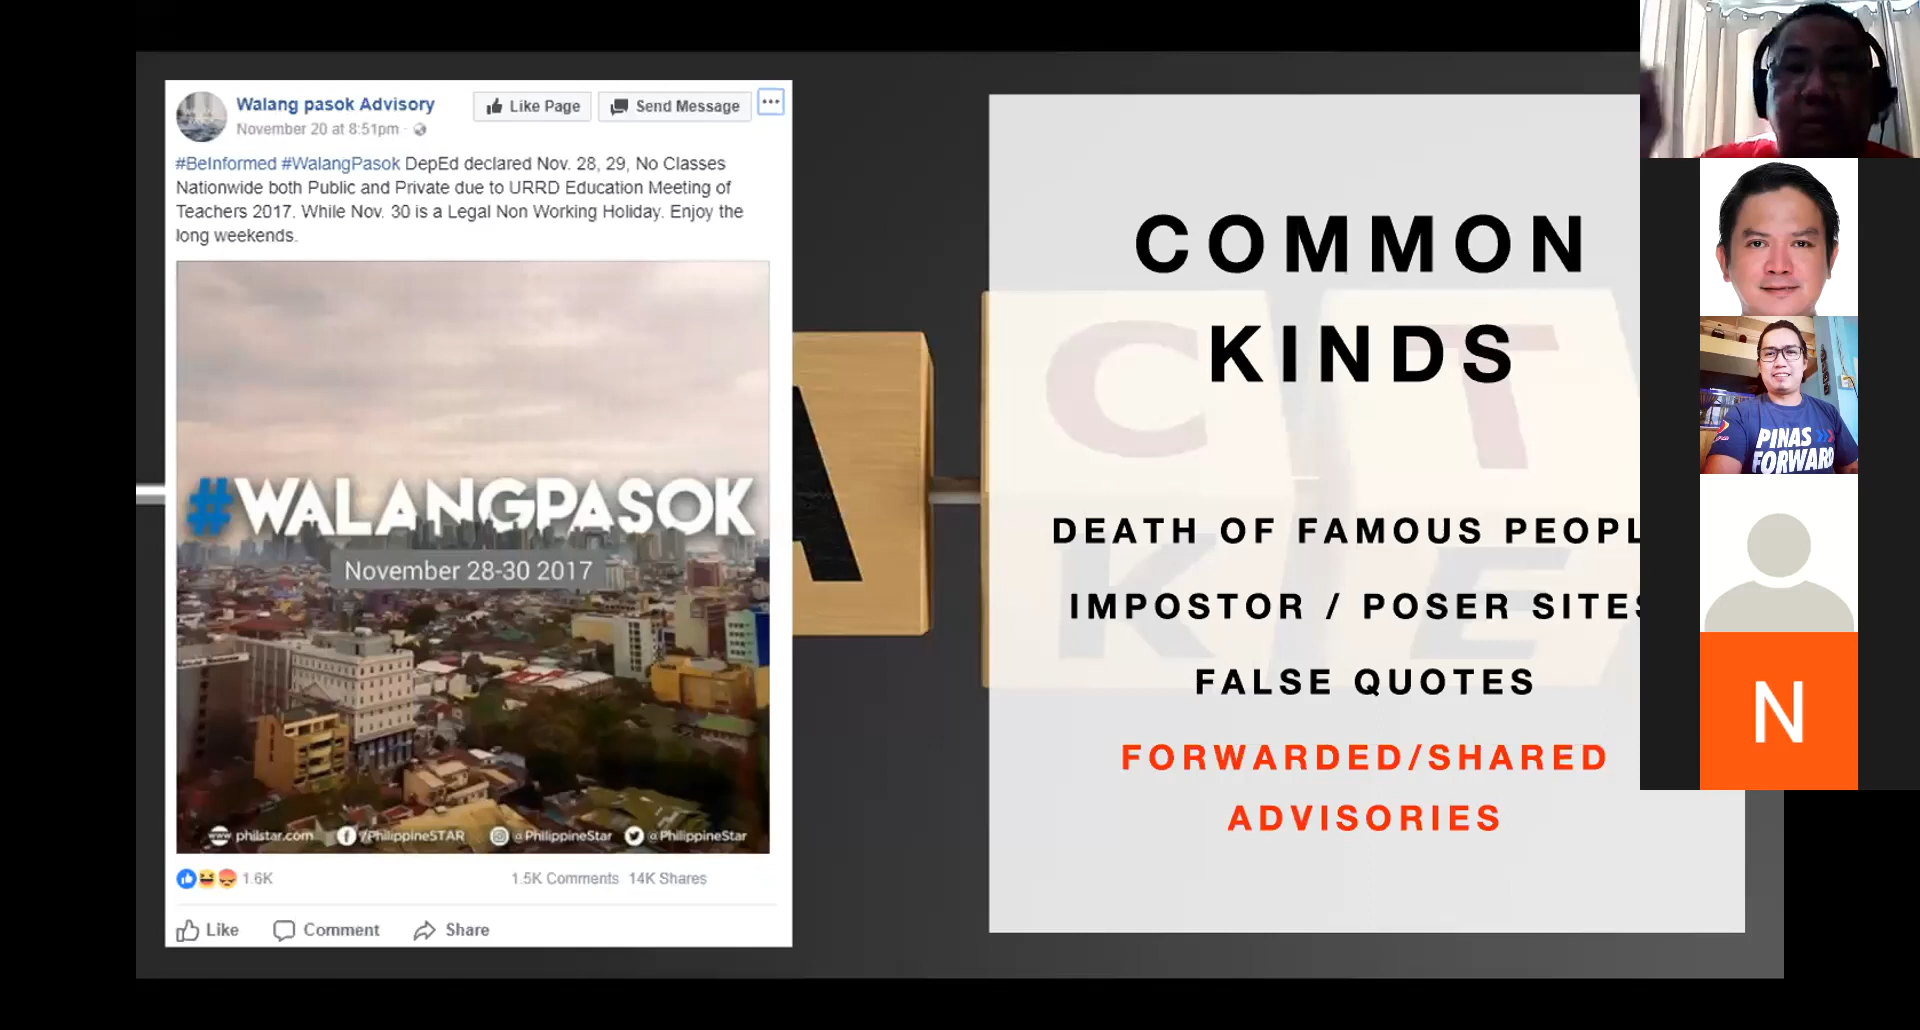 Walang pasok Advisory
November 20 at 8:51pm ·
Like Page
Send Message
#BeInformed #WalangPasok DepEd declared Nov. 28, 29, No Classes
Nationwide both Public and Private due to URRD Education Meeting of
Teachers 2017. While Nov. 30 is a Legal Non Working Holiday. Enjoy the
long weekends.
#WALANGPASOK
November 28-30 2017
philstar.com
/PhilippineSTAR
@PhilippineStar
@PhilippineStar
1.6K
1.5K Comments 14K Shares
Like
Comment
Share
A
C T
K E
COMMON
KINDS
DEATH OF FAMOUS PEOPL
IMPOSTOR / POSER SITES
FALSE QUOTES
FORWARDED/SHARED
ADVISORIES
PINAS
FORWARD
N